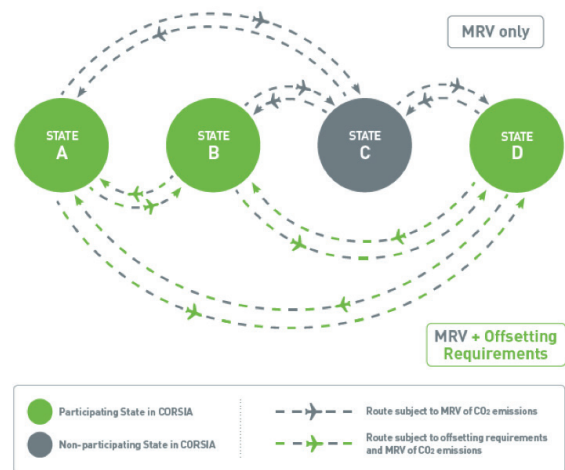 MRV only
STATE
A
STATE
B
STATE
C
STATE
D
MRV + Offsetting
Requirements
Participating State in CORSIA
Non-participating State in CORSIA
Route subject to MRV of CO₂ emissions
Route subject to offsetting requirements
and MRV of CO₂ emissions